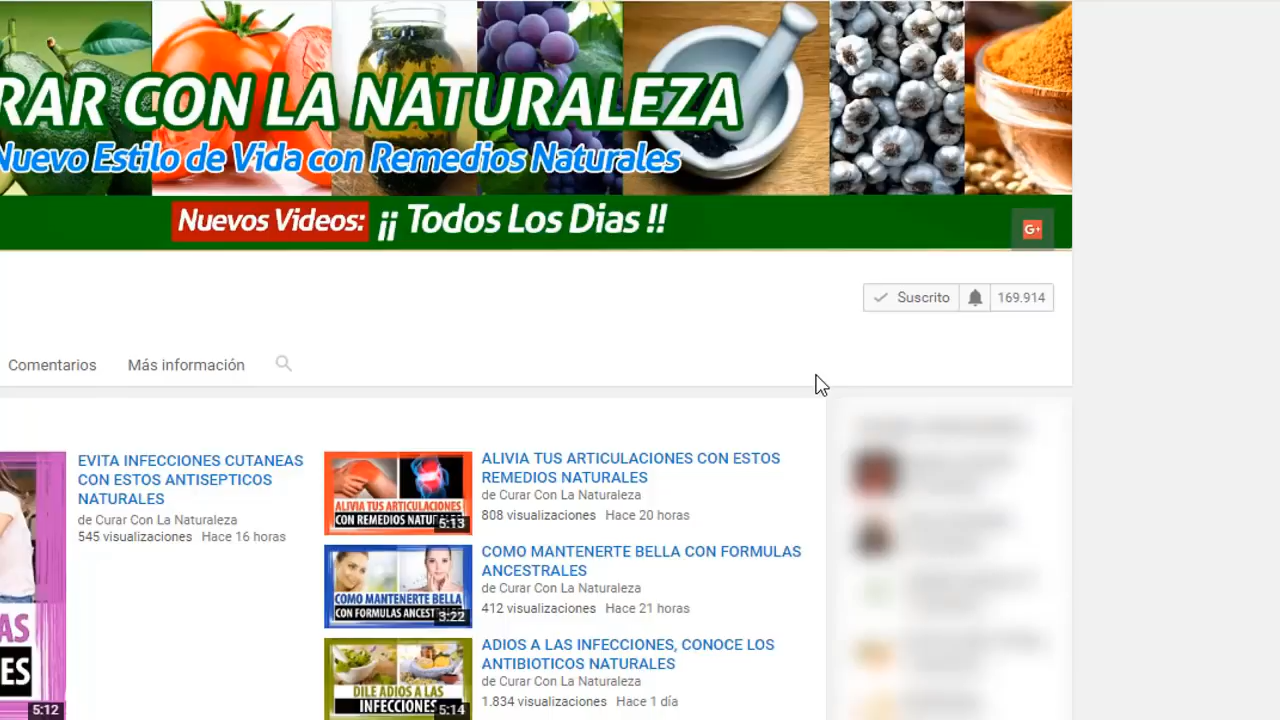 RAR CON LA NATURALEZA
Nuevo Estilo de Vida con Remedios Naturales
Nuevos Videos: ¡¡ Todos Los Dias !!
G+
Suscrito 169.914
Comentarios Más información
EVITA INFECCIONES CUTANEAS
CON ESTOS ANTISEPTICOS
NATURALES
de Curar Con La Naturaleza
545 visualizaciones Hace 16 horas
AS
ES
5:12
ALIVIA TUS ARTICULACIONES
CON REMEDIOS
5:13
ALIVIA TUS ARTICULACIONES CON ESTOS
REMEDIOS NATURALES
de Curar Con La Naturaleza
808 visualizaciones Hace 20 horas
COMO MANTENERTE BELLA
CON FORMULAS
3:22
COMO MANTENERTE BELLA CON FORMULAS
ANCESTRALES
de Curar Con La Naturaleza
412 visualizaciones Hace 21 horas
DILE ADIOS A LAS
INFECCIONES
5:14
ADIOS A LAS INFECCIONES, CONOCE LOS
ANTIBIOTICOS NATURALES
de Curar Con La Naturaleza
1.834 visualizaciones Hace 1 día